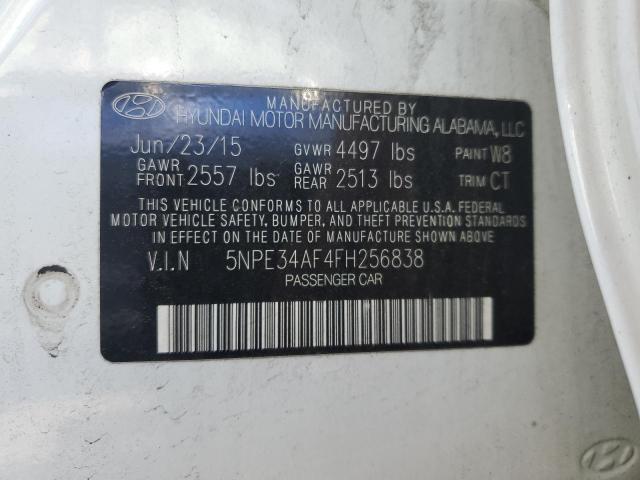 MANUFACTURED BY
HYUNDAI MOTOR MANUFACTURING ALABAMA, LLC
Jun/23/15 GVWR 4497 lbs PAINT W8
GAWR FRONT 2557 lbs GAWR REAR 2513 lbs TRIM CT
THIS VEHICLE CONFORMS TO ALL APPLICABLE U.S.A. FEDERAL
MOTOR VEHICLE SAFETY, BUMPER, AND THEFT PREVENTION STANDARDS
IN EFFECT ON THE DATE OF MANUFACTURE SHOWN ABOVE.
V.I.N 5NPE34AF4FH256838
PASSENGER CAR